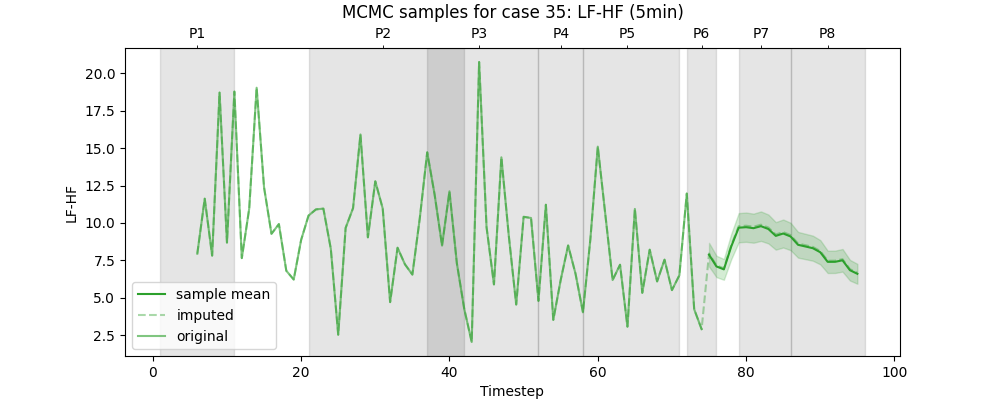 MCMC samples for case 35: LF-HF (5min)
P1 P2 P3 P4 P5 P6 P7 P8
20.0
17.5
15.0
12.5
10.0
7.5
5.0
2.5
LF-HF
sample mean
imputed
original
0 20 40 60 80 100
Timestep